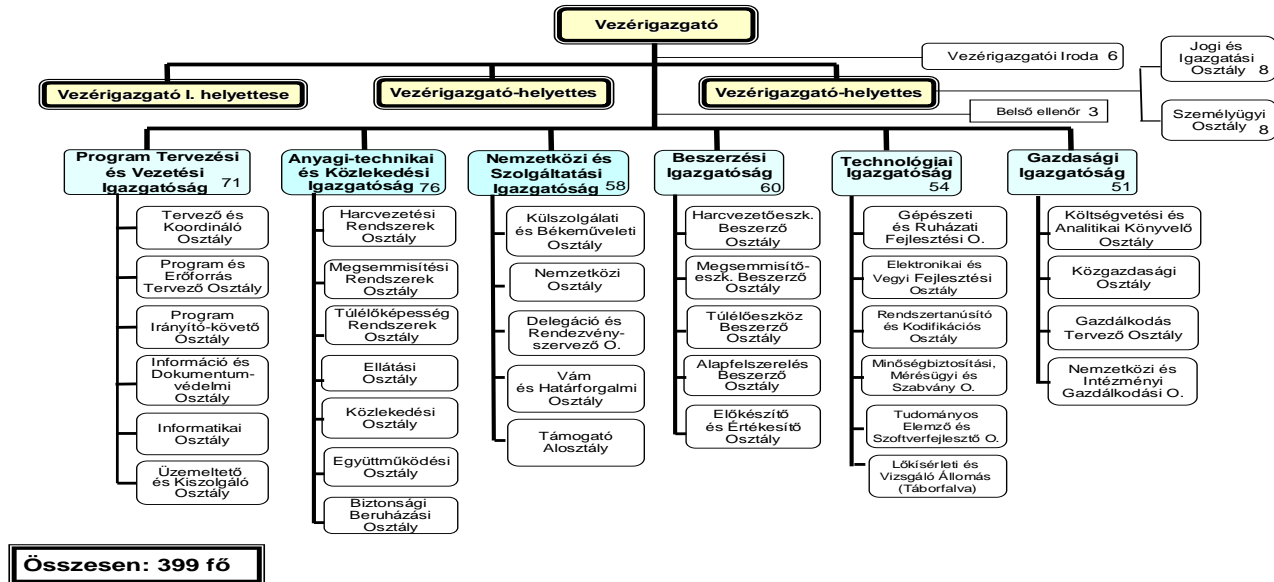 Vezérigazgató
Vezérigazgatói Iroda 6
Jogi és
Igazgatási
Osztály 8
Vezérigazgató I. helyettese
Vezérigazgató-helyettes
Vezérigazgató-helyettes
Belső ellenőr 3
Személyügyi
Osztály 8
Program Tervezési
és Vezetési
Igazgatóság 71
Tervező és
Koordináló
Osztály
Program és
Erőforrás
Tervező Osztály
Program
Irányító-követő
Osztály
Információ és
Dokumentum-
védelmi
Osztály
Informatikai
Osztály
Üzemeltető
és Kiszolgáló
Osztály
Anyagi-technikai
és Közlekedési
Igazgatóság 76
Harcvezetési
Rendszerek
Osztály
Megsemmisítési
Rendszerek
Osztály
Túlélőképesség
Rendszerek
Osztály
Ellátási
Osztály
Közlekedési
Osztály
Együttműködési
Osztály
Biztonsági
Beruházási
Osztály
Nemzetközi és
Szolgáltatási
Igazgatóság 58
Külszolgálati
és Békeműveleti
Osztály
Nemzetközi
Osztály
Delegáció és
Rendezvény-
szervező O.
Vám
és Határforgalmi
Osztály
Támogató
Alosztály
Beszerzési
Igazgatóság
60
Harcvezetőeszk.
Beszerző
Osztály
Megsemmisítő-
eszk. Beszerző
Osztály
Túlélőeszköz
Beszerző
Osztály
Alapfelszerelés
Beszerző
Osztály
Előkészítő
és Értékesítő
Osztály
Technológiai
Igazgatóság
54
Gépészeti
és Ruházati
Fejlesztési O.
Elektronikai és
Vegyi Fejlesztési
Osztály
Rendszertanúsító
és Kodifikációs
Osztály
Minőségbiztosítási,
Mérésügyi és
Szabvány O.
Tudományos
Elemző és
Szoftverfejlesztő O.
Lőkísérleti és
Vizsgáló Állomás
(Táborfalva)
Gazdasági
Igazgatóság
51
Költségvetési és
Analitikai Könyvelő
Osztály
Közgazdasági
Osztály
Gazdálkodás
Tervező Osztály
Nemzetközi és
Intézményi
Gazdálkodási O.
Összesen: 399 fő